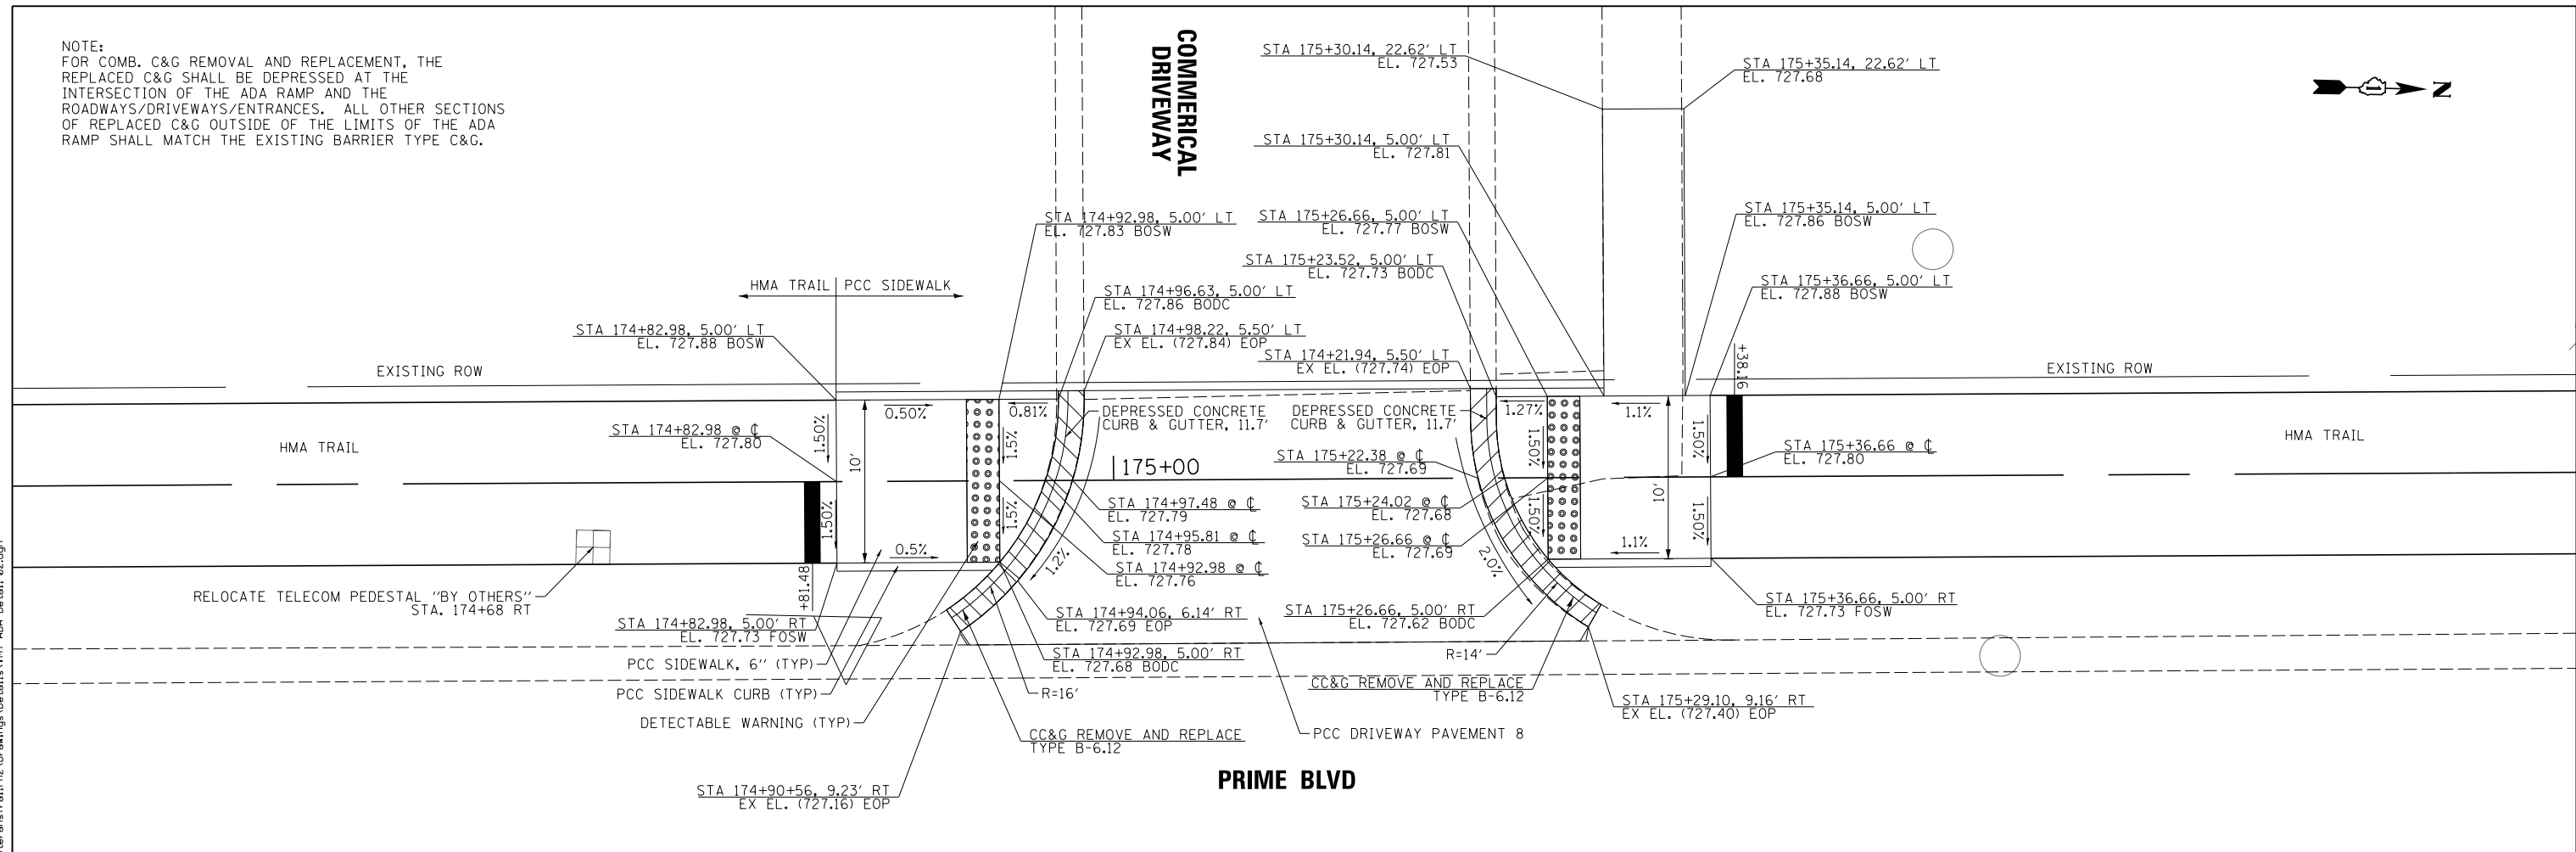 NOTE:
FOR COMB. C&G REMOVAL AND REPLACEMENT, THE
REPLACED C&G SHALL BE DEPRESSED AT THE
INTERSECTION OF THE ADA RAMP AND THE
ROADWAYS/DRIVEWAYS/ENTRANCES. ALL OTHER SECTIONS
OF REPLACED C&G OUTSIDE OF THE LIMITS OF THE ADA
RAMP SHALL MATCH THE EXISTING BARRIER TYPE C&G.
COMMERICAL
DRIVEWAY
STA 175+30.14, 22.62' LT
EL. 727.53
STA 175+35.14, 22.62' LT
EL. 727.68
N
STA 175+30.14, 5.00' LT
EL. 727.81
STA 174+92.98, 5.00' LT
EL. 727.83 BOSW
STA 175+26.66, 5.00' LT
EL. 727.77 BOSW
STA 175+35.14, 5.00' LT
EL. 727.86 BOSW
STA 175+23.52, 5.00' LT
EL. 727.73 BODC
STA 175+36.66, 5.00' LT
EL. 727.88 BOSW
HMA TRAIL
PCC SIDEWALK
STA 174+96.63, 5.00' LT
EL. 727.86 BODC
STA 174+82.98, 5.00' LT
EL. 727.88 BOSW
STA 174+98.22, 5.50' LT
EX EL. (727.84) EOP
STA 174+21.94, 5.50' LT
EX EL. (727.74) EOP
+38.16
EXISTING ROW
EXISTING ROW
0.50%
0.81%
DEPRESSED CONCRETE
CURB & GUTTER, 11.7'
DEPRESSED CONCRETE
CURB & GUTTER, 11.7'
1.27%
1.1%
HMA TRAIL
STA 174+82.98 @ ℄
EL. 727.80
1.50%
10'
1.5%
175+00
STA 175+22.38 @ ℄
EL. 727.69
1.50%
1.50%
STA 175+36.66 @ ℄
EL. 727.80
HMA TRAIL
1.50%
1.5%
STA 174+97.48 @ ℄
EL. 727.79
STA 175+24.02 @ ℄
EL. 727.68
1.50%
10'
1.50%
STA 174+95.81 @ ℄
EL. 727.78
STA 175+26.66 @ ℄
EL. 727.69
0.5%
1.2%
2.0%
1.1%
STA 174+92.98 @ ℄
EL. 727.76
RELOCATE TELECOM PEDESTAL "BY OTHERS"
STA. 174+68 RT
+81.48
STA 174+94.06, 6.14' RT
EL. 727.69 EOP
STA 175+26.66, 5.00' RT
EL. 727.62 BODC
STA 175+36.66, 5.00' RT
EL. 727.73 FOSW
STA 174+82.98, 5.00' RT
EL. 727.73 FOSW
STA 174+92.98, 5.00' RT
EL. 727.68 BODC
R=14'
PCC SIDEWALK, 6" (TYP)
PCC SIDEWALK CURB (TYP)
R=16'
CC&G REMOVE AND REPLACE
TYPE B-6.12
STA 175+29.10, 9.16' RT
EX EL. (727.40) EOP
DETECTABLE WARNING (TYP)
CC&G REMOVE AND REPLACE
TYPE B-6.12
PCC DRIVEWAY PAVEMENT 8
PRIME BLVD
STA 174+90+56, 9.23' RT
EX EL. (727.16) EOP